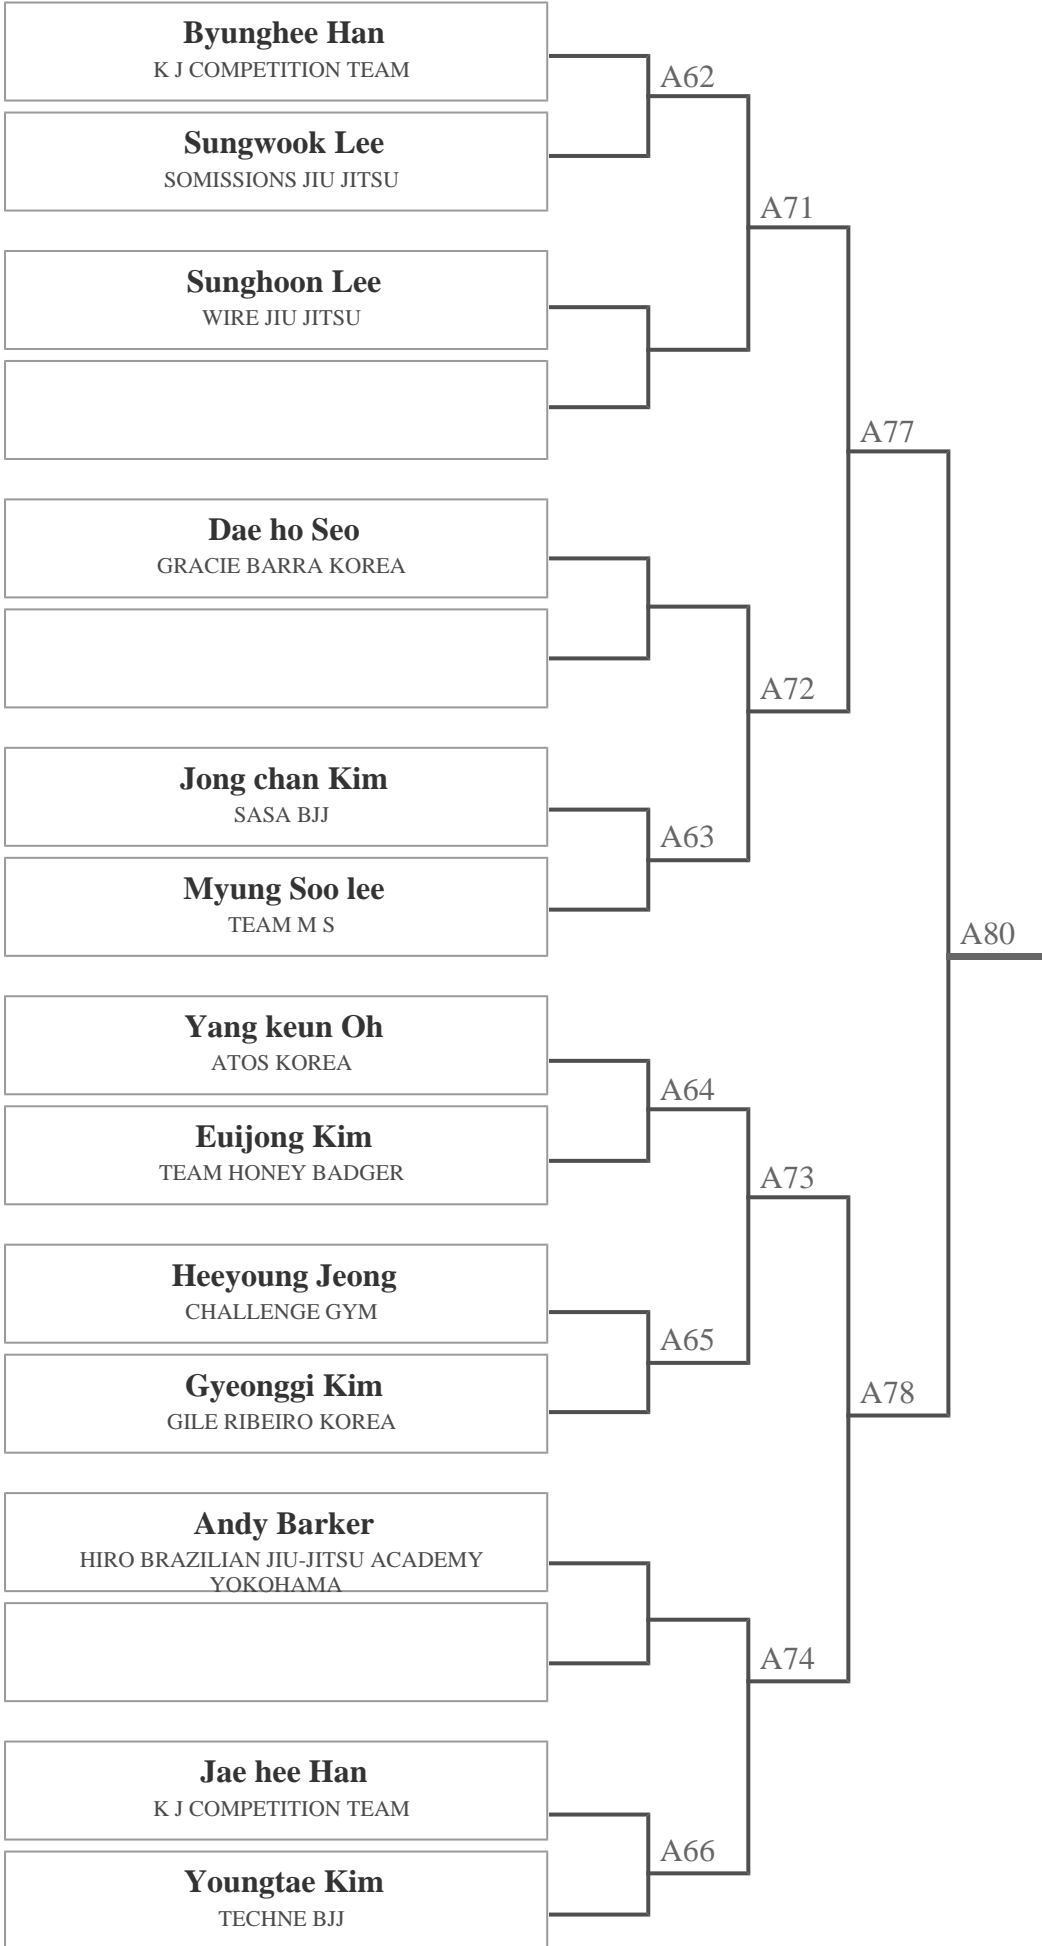 Byunghee Han
K J COMPETITION TEAM
A62
Sungwook Lee
SOMISSIONS JIU JITSU
A71
Sunghoon Lee
WIRE JIU JITSU
A77
Dae ho Seo
GRACIE BARRA KOREA
A72
Jong chan Kim
SASA BJJ
A63
Myung Soo lee
TEAM M S
A80
Yang keun Oh
ATOS KOREA
A64
Euijong Kim
TEAM HONEY BADGER
A73
Heeyoung Jeong
CHALLENGE GYM
A65
Gyeonggi Kim
GILE RIBEIRO KOREA
A78
Andy Barker
HIRO BRAZILIAN JIU-JITSU ACADEMY
YOKOHAMA
A74
Jae hee Han
K J COMPETITION TEAM
A66
Youngtae Kim
TECHNE BJJ